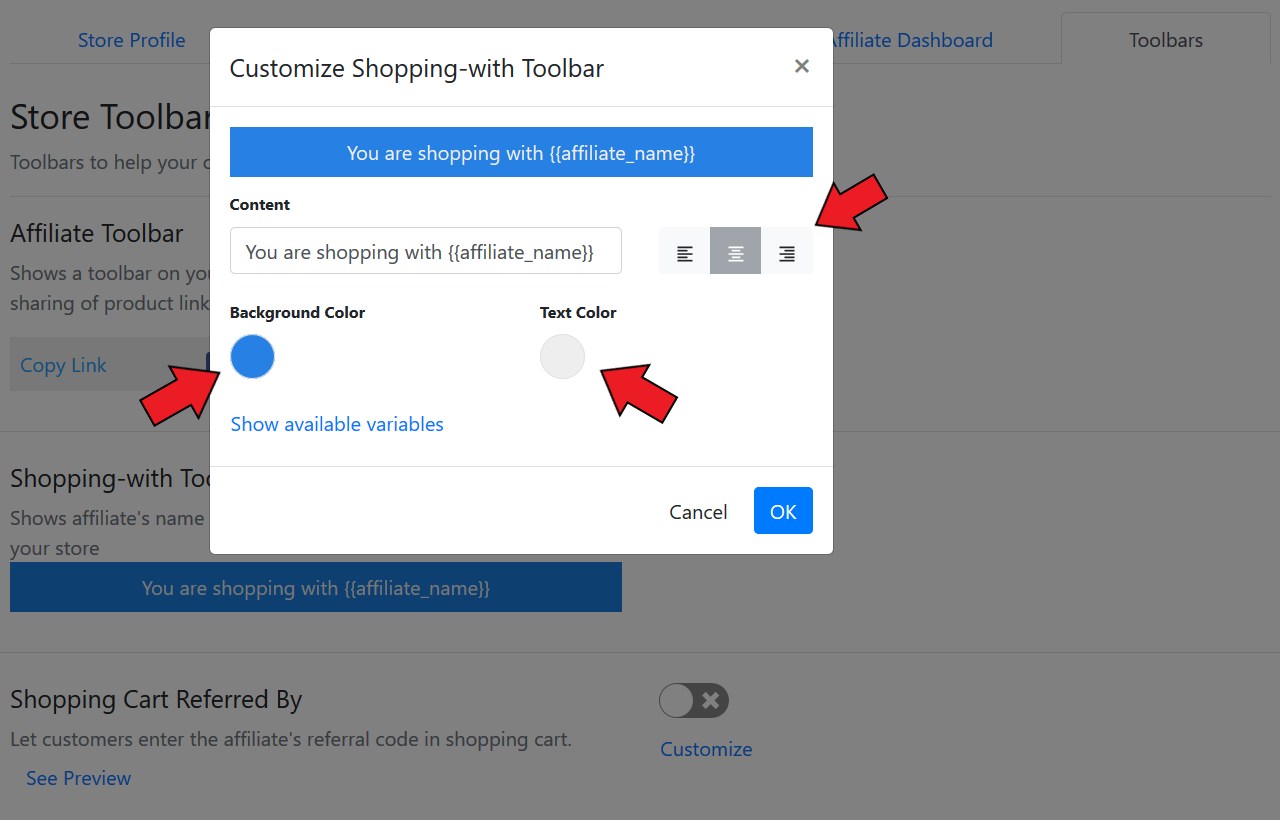 Store Profile
ffiliate Dashboard
Toolbars
Customize Shopping-with Toolbar
×
Store Toolbar
Toolbars to help your c
You are shopping with {{affiliate_name}}
Content
You are shopping with {{affiliate_name}}
Affiliate Toolbar
Shows a toolbar on you
sharing of product link
Copy Link
Background Color
Text Color
Show available variables
Cancel
OK
Shopping-with Too
Shows affiliate's name
your store
You are shopping with {{affiliate_name}}
Shopping Cart Referred By
Let customers enter the affiliate's referral code in shopping cart.
See Preview
Customize